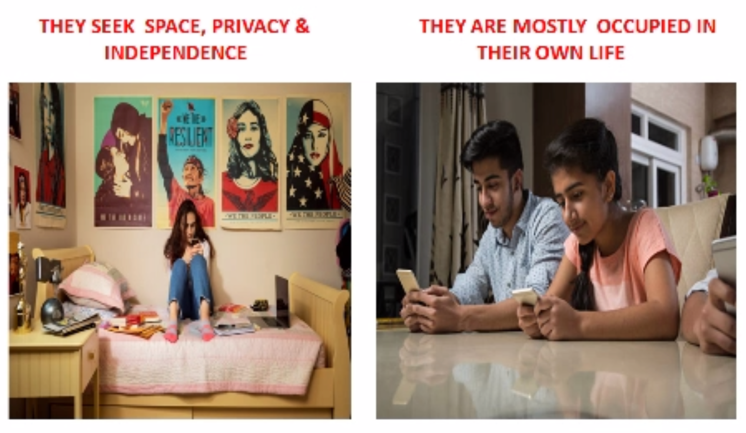 THEY SEEK SPACE, PRIVACY &
INDEPENDENCE
THEY ARE MOSTLY OCCUPIED IN
THEIR OWN LIFE
WE THE
RESILIENT
WE THE PEOPLE
WE THE PEOPLE